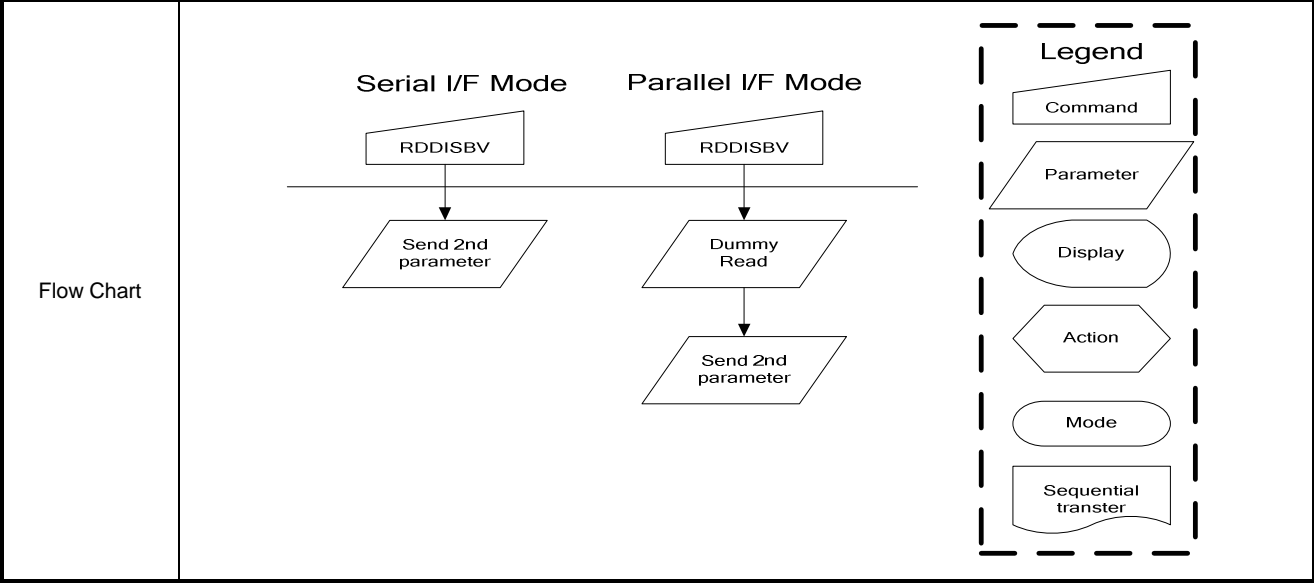 Flow Chart
Serial I/F Mode
RDDISBV
Send 2nd
parameter
Parallel I/F Mode
RDDISBV
Dummy
Read
Send 2nd
parameter
Legend
Command
Parameter
Display
Action
Mode
Sequential
transter